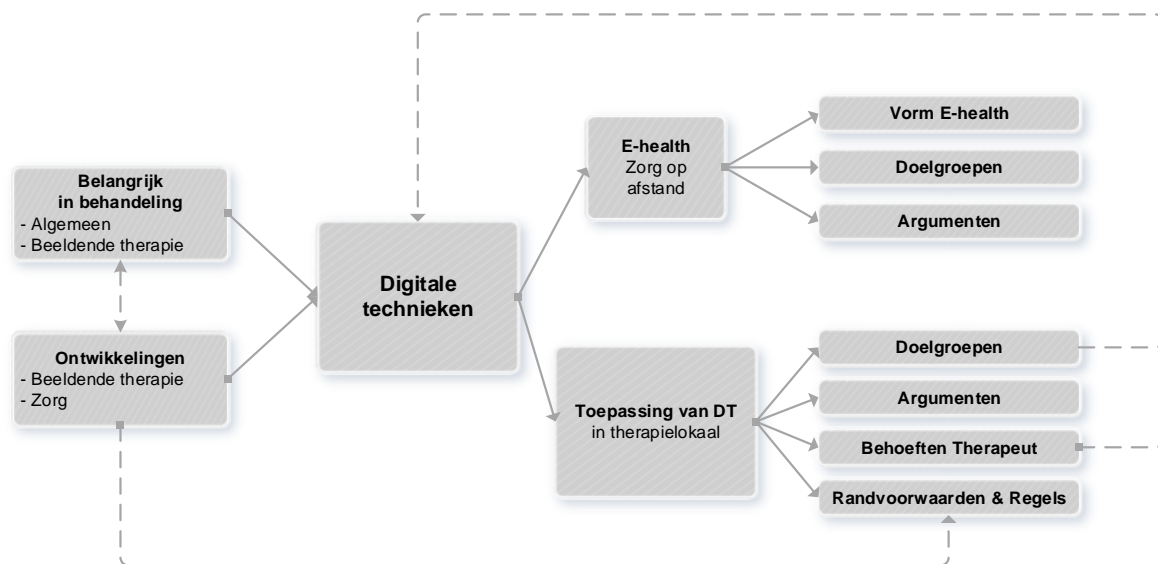 Belangrijk
in behandeling
- Algemeen
- Beeldende therapie
Ontwikkelingen
- Beeldende therapie
- Zorg
Digitale
technieken
E-health
Zorg op
afstand
Vorm E-health
Doelgroepen
Argumenten
Toepassing van DT
in therapielokaal
Doelgroepen
Argumenten
Behoeften Therapeut
Randvoorwaarden & Regels